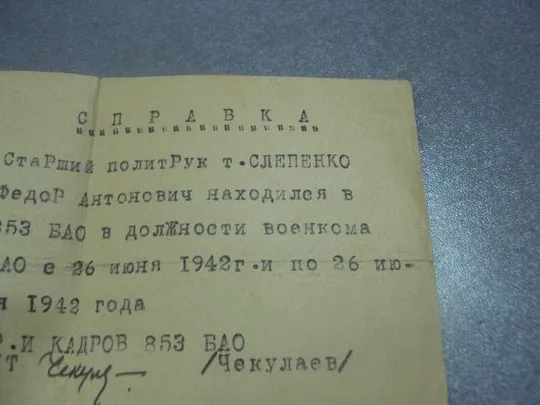 СПРАВКА
Старший политрук т.СЛЕПЕНКО
Федор Антонович находился в
853 БАО в должности военкома
БАО с 26 июня 1942г.и по 26 ию-
я 1942 года
.И КАДРОВ 853 БАО
Т /Чекулаев/